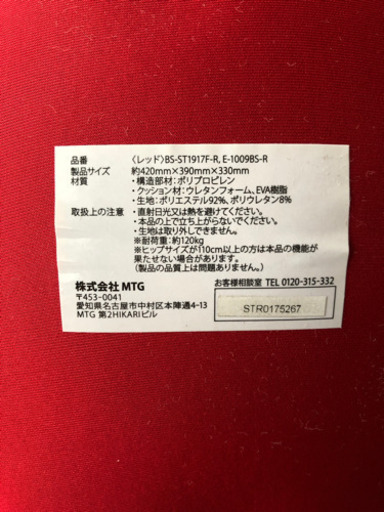 品番 〈レッド〉BS-ST1917F-R, E-1009BS-R
製品サイズ 約420mm×390mm×330mm
材質 ・構造部材：ポリプロピレン
・クッション材：ウレタンフォーム、EVA樹脂
・生地：ポリエステル92%、ポリウレタン8%
取扱上の注意 ・直射日光又は熱を避けてください。
・本品の上で立ち上がらないでください。
・生地は取り外しできません。
※耐荷重：約120kg
※ヒップサイズが110cm以上の方は本品の機能が
果たせない場合があります。
（製品の品質上は問題ありません。）
株式会社 MTG
お客様相談室 TEL 0120-315-332
〒453-0041
愛知県名古屋市中村区本陣通4-13
MTG 第2HIKARIビル
STR0175267